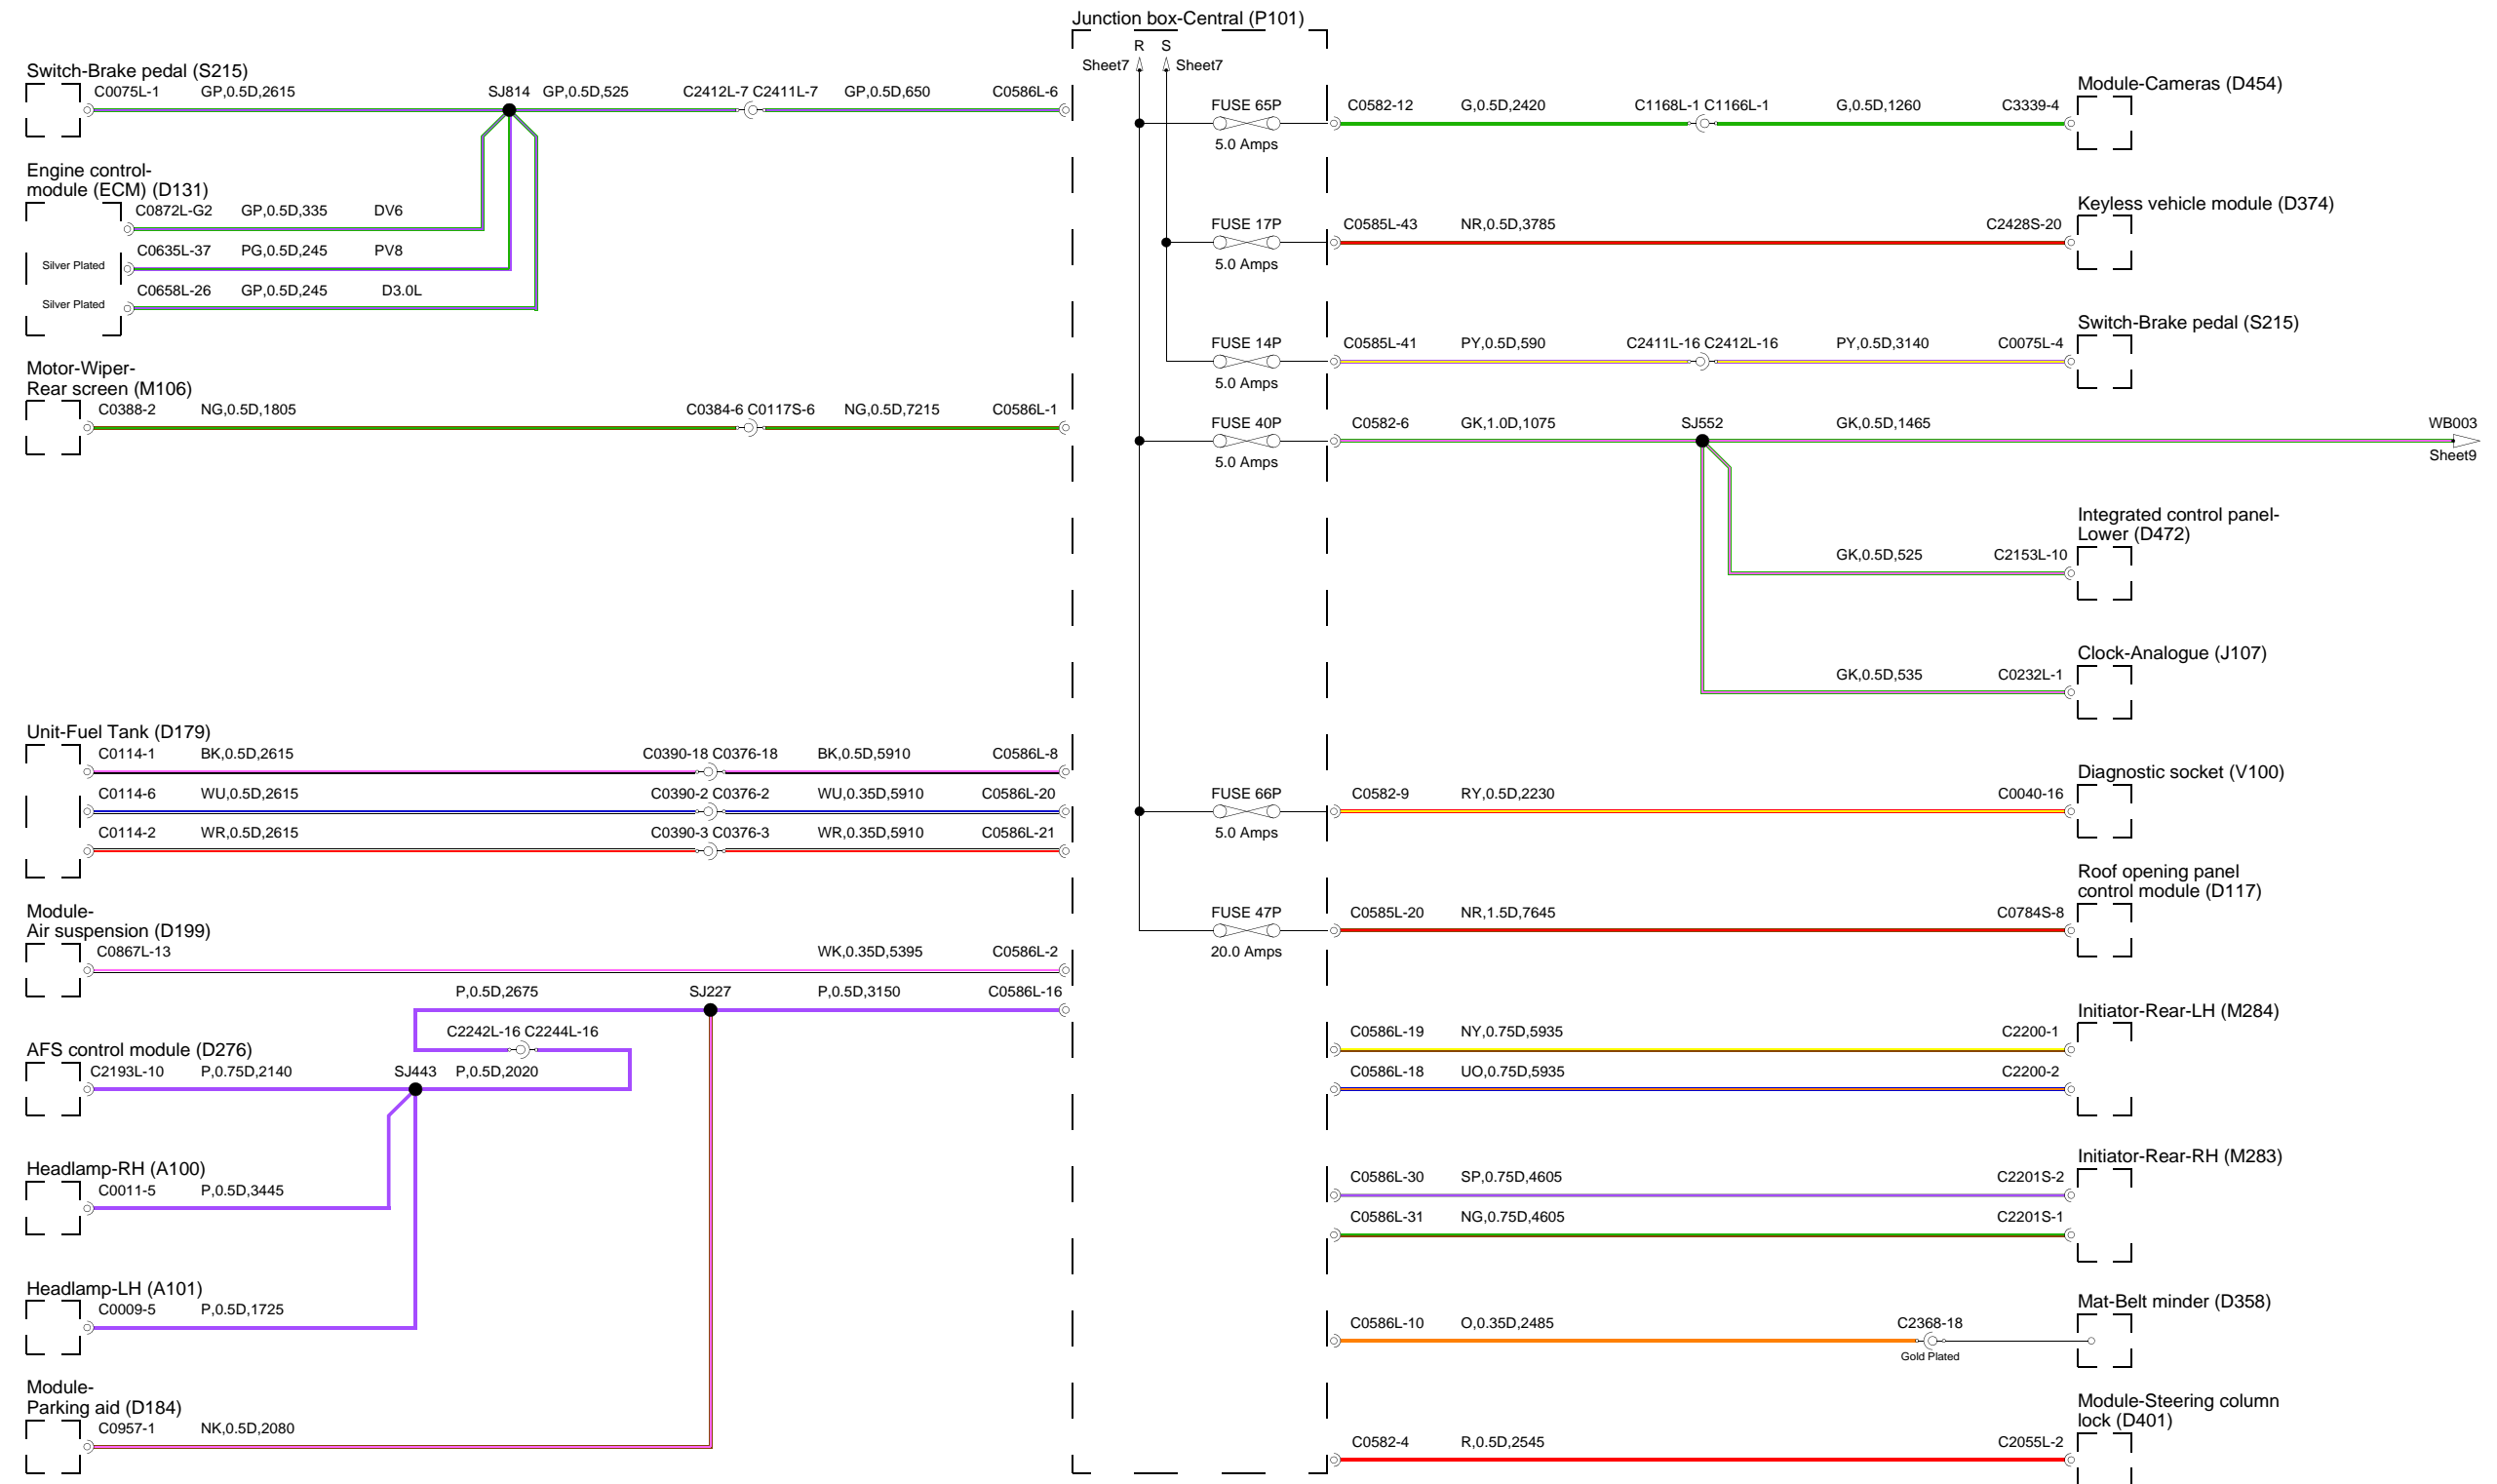 Junction box-Central (P101)
R S
Sheet7 Sheet7
Switch-Brake pedal (S215)
C0075L-1 GP,0.5D,2615 SJ814 GP,0.5D,525 C2412L-7 C2411L-7 GP,0.5D,650 C0586L-6
Engine control-
module (ECM) (D131)
C0872L-G2 GP,0.5D,335 DV6
C0635L-37 PG,0.5D,245 PV8
Silver Plated
C0658L-26 GP,0.5D,245 D3.0L
Silver Plated
Motor-Wiper-
Rear screen (M106)
C0388-2 NG,0.5D,1805 C0384-6 C0117S-6 NG,0.5D,7215 C0586L-1
Unit-Fuel Tank (D179)
C0114-1 BK,0.5D,2615 C0390-18 C0376-18 BK,0.5D,5910 C0586L-8
C0114-6 WU,0.5D,2615 C0390-2 C0376-2 WU,0.35D,5910 C0586L-20
C0114-2 WR,0.5D,2615 C0390-3 C0376-3 WR,0.35D,5910 C0586L-21
Module-
Air suspension (D199)
C0867L-13 WK,0.35D,5395 C0586L-2
P,0.5D,2675 SJ227 P,0.5D,3150 C0586L-16
C2242L-16 C2244L-16
AFS control module (D276)
C2193L-10 P,0.75D,2140 SJ443 P,0.5D,2020
Headlamp-RH (A100)
C0011-5 P,0.5D,3445
Headlamp-LH (A101)
C0009-5 P,0.5D,1725
Module-
Parking aid (D184)
C0957-1 NK,0.5D,2080
Module-Cameras (D454)
FUSE 65P C0582-12 G,0.5D,2420 C1168L-1 C1166L-1 G,0.5D,1260 C3339-4
5.0 Amps
Keyless vehicle module (D374)
FUSE 17P C0585L-43 NR,0.5D,3785 C2428S-20
5.0 Amps
Switch-Brake pedal (S215)
FUSE 14P C0585L-41 PY,0.5D,590 C2411L-16 C2412L-16 PY,0.5D,3140 C0075L-4
5.0 Amps
FUSE 40P C0582-6 GK,1.0D,1075 SJ552 GK,0.5D,1465 WB003
5.0 Amps Sheet9
Integrated control panel-
Lower (D472)
GK,0.5D,525 C2153L-10
Clock-Analogue (J107)
GK,0.5D,535 C0232L-1
Diagnostic socket (V100)
FUSE 66P C0582-9 RY,0.5D,2230 C0040-16
5.0 Amps
Roof opening panel
control module (D117)
FUSE 47P C0585L-20 NR,1.5D,7645 C0784S-8
20.0 Amps
Initiator-Rear-LH (M284)
C0586L-19 NY,0.75D,5935 C2200-1
C0586L-18 UO,0.75D,5935 C2200-2
Initiator-Rear-RH (M283)
C0586L-30 SP,0.75D,4605 C2201S-2
C0586L-31 NG,0.75D,4605 C2201S-1
Mat-Belt minder (D358)
C0586L-10 O,0.35D,2485 C2368-18
Gold Plated
Module-Steering column
lock (D401)
C0582-4 R,0.5D,2545 C2055L-2